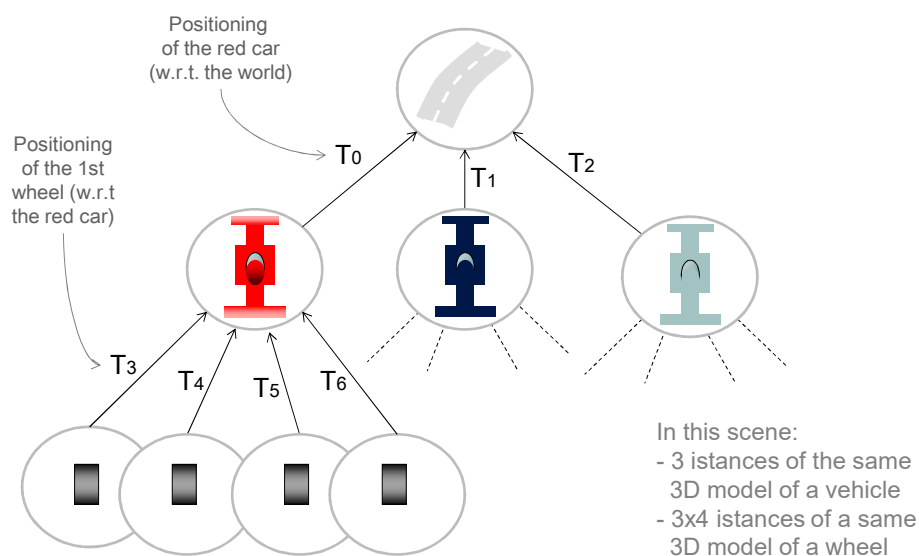 Positioning
of the red car
(w.r.t. the world)
Positioning
of the 1st
wheel (w.r.t
the red car)
T0
T1
T2
T3
T4
T5
T6
In this scene:
- 3 istances of the same
3D model of a vehicle
- 3x4 istances of a same
3D model of a wheel